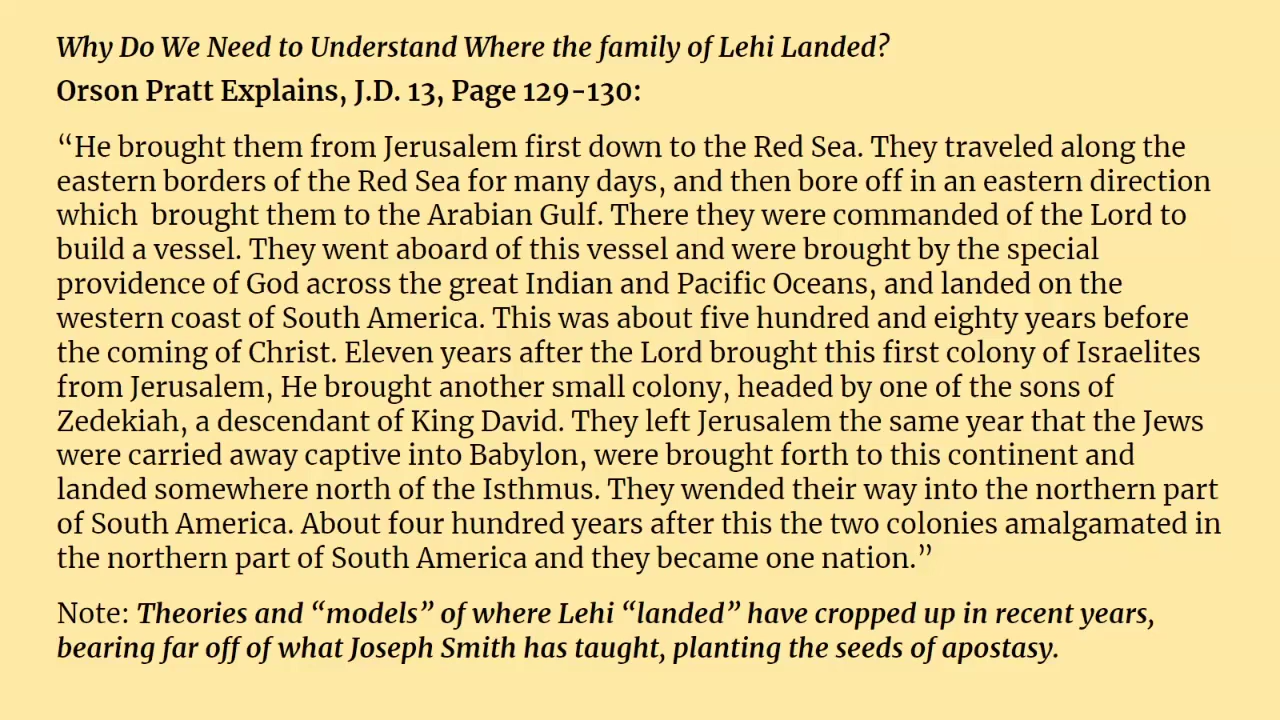 Why Do We Need to Understand Where the family of Lehi Landed?
Orson Pratt Explains, J.D. 13, Page 129-130:
“He brought them from Jerusalem first down to the Red Sea. They traveled along the
eastern borders of the Red Sea for many days, and then bore off in an eastern direction
which  brought them to the Arabian Gulf. There they were commanded of the Lord to
build a vessel. They went aboard of this vessel and were brought by the special
providence of God across the great Indian and Pacific Oceans, and landed on the
western coast of South America. This was about five hundred and eighty years before
the coming of Christ. Eleven years after the Lord brought this first colony of Israelites
from Jerusalem, He brought another small colony, headed by one of the sons of
Zedekiah, a descendant of King David. They left Jerusalem the same year that the Jews
were carried away captive into Babylon, were brought forth to this continent and
landed somewhere north of the Isthmus. They wended their way into the northern part
of South America. About four hundred years after this the two colonies amalgamated in
the northern part of South America and they became one nation.”
Note: Theories and “models” of where Lehi “landed” have cropped up in recent years,
bearing far off of what Joseph Smith has taught, planting the seeds of apostasy.